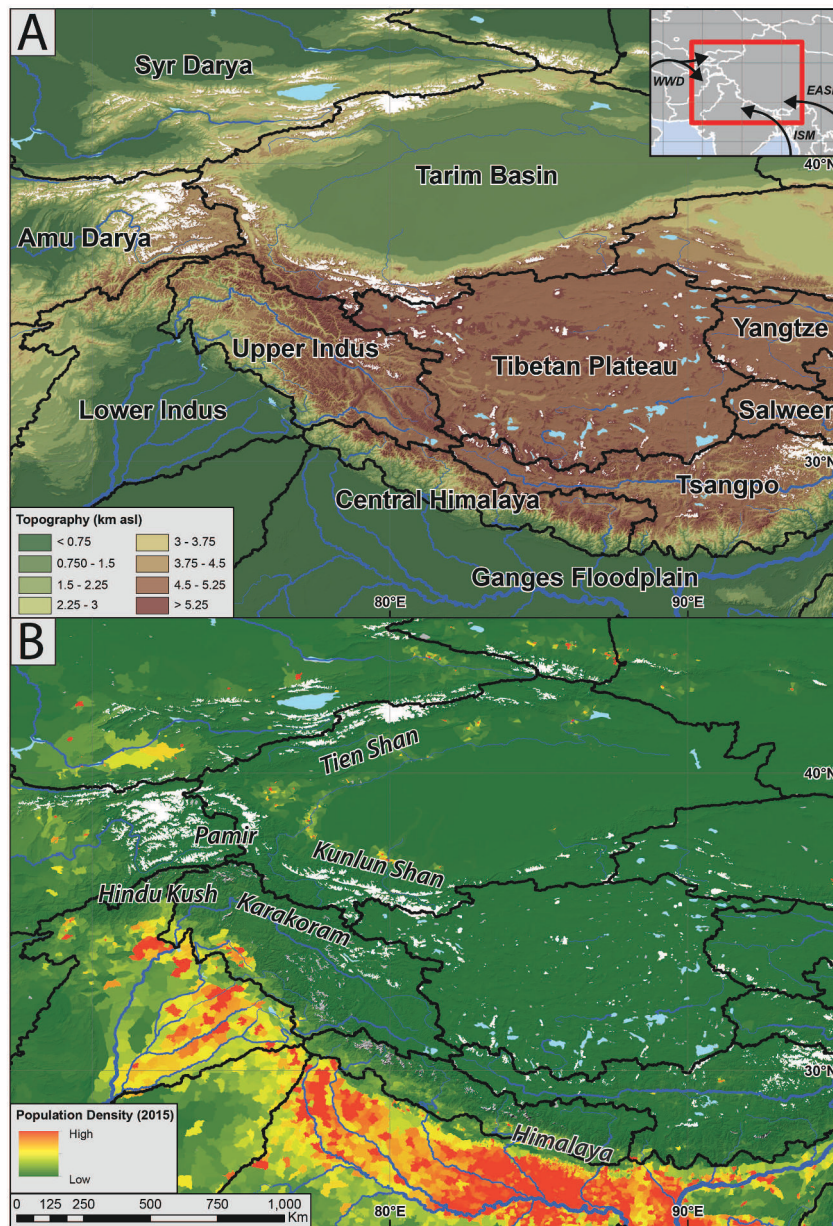 A
Syr Darya
WWD
EASM
ISM
40°N
Tarim Basin
Amu Darya
Yangtze
Upper Indus
Tibetan Plateau
Lower Indus
Salween
30°N
Tsangpo
Central Himalaya
Topography (km asl)
< 0.75
0.750 - 1.5
1.5 - 2.25
2.25 - 3
3 - 3.75
3.75 - 4.5
4.5 - 5.25
> 5.25
Ganges Floodplain
80°E
90°E
B
Tien Shan
40°N
Pamir
Kunlun Shan
Hindu Kush
Karakoram
30°N
Population Density (2015)
High
Low
Himalaya
0 125 250 500 750 1,000
Km
80°E
90°E